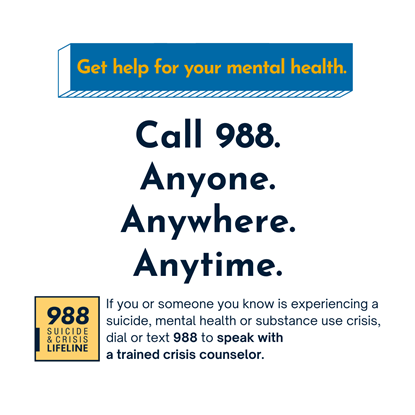 Get help for your mental health.
Call 988.
Anyone.
Anywhere.
Anytime.
988
SUICIDE
& CRISIS
LIFELINE
If you or someone you know is experiencing a
suicide, mental health or substance use crisis,
dial or text 988 to speak with
a trained crisis counselor.